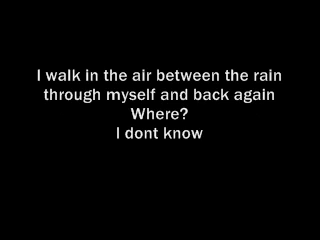 I walk in the air between the rain
through myself and back again
Where?
I dont know